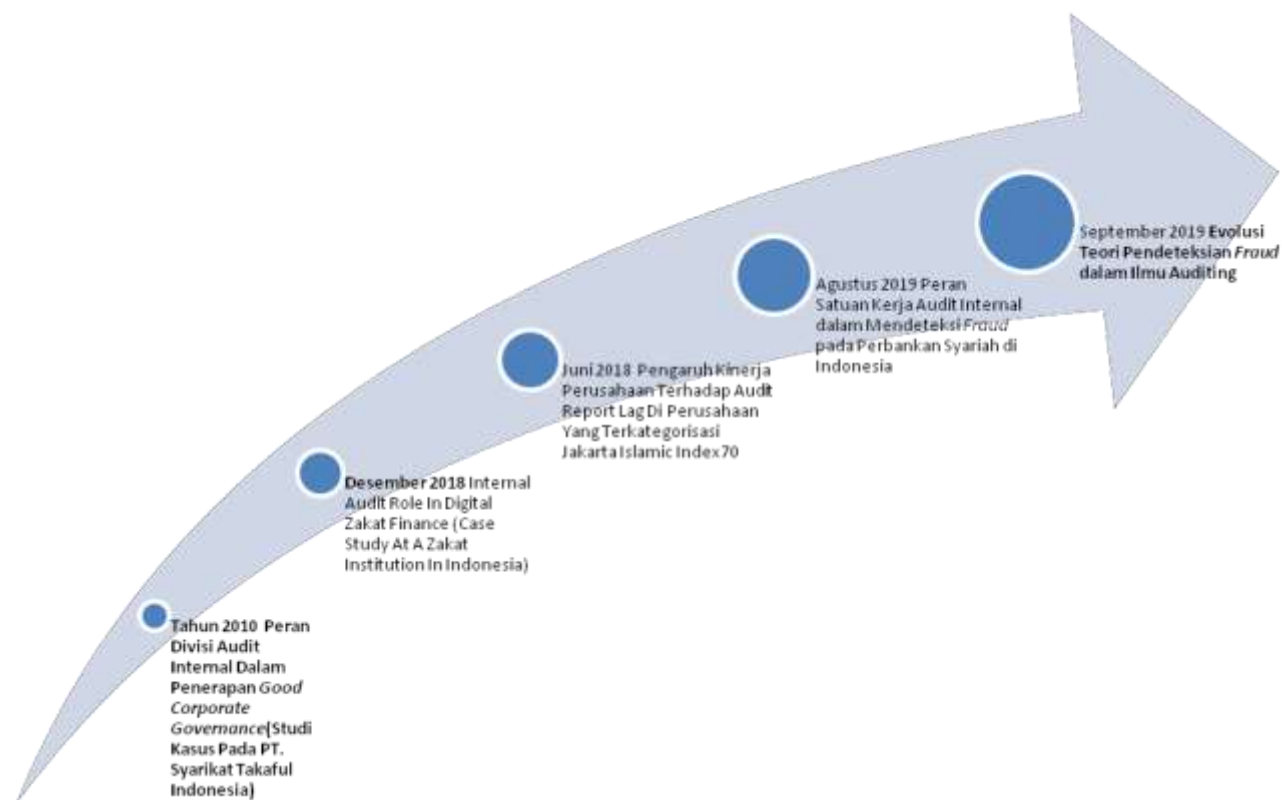 September 2019 Evolusi
Teori Pendeteksian Fraud
dalam Ilmu Auditing
Agustus 2019 Peran
Satuan Kerja Audit Internal
dalam Mendeteksi Fraud
pada Perbankan Syariah di
Indonesia
Juni 2018 Pengaruh Kinerja
Perusahaan Terhadap Audit
Report Lag Di Perusahaan
Yang Terkategorisasi
Jakarta Islamic Index 70
Desember 2018 Internal
Audit Role In Digital
Zakat Finance (Case
Study At A Zakat
Institution In Indonesia)
Tahun 2010 Peran
Divisi Audit
Internal Dalam
Penerapan Good
Corporate
Governance(Studi
Kasus Pada PT.
Syarikat Takaful
Indonesia)